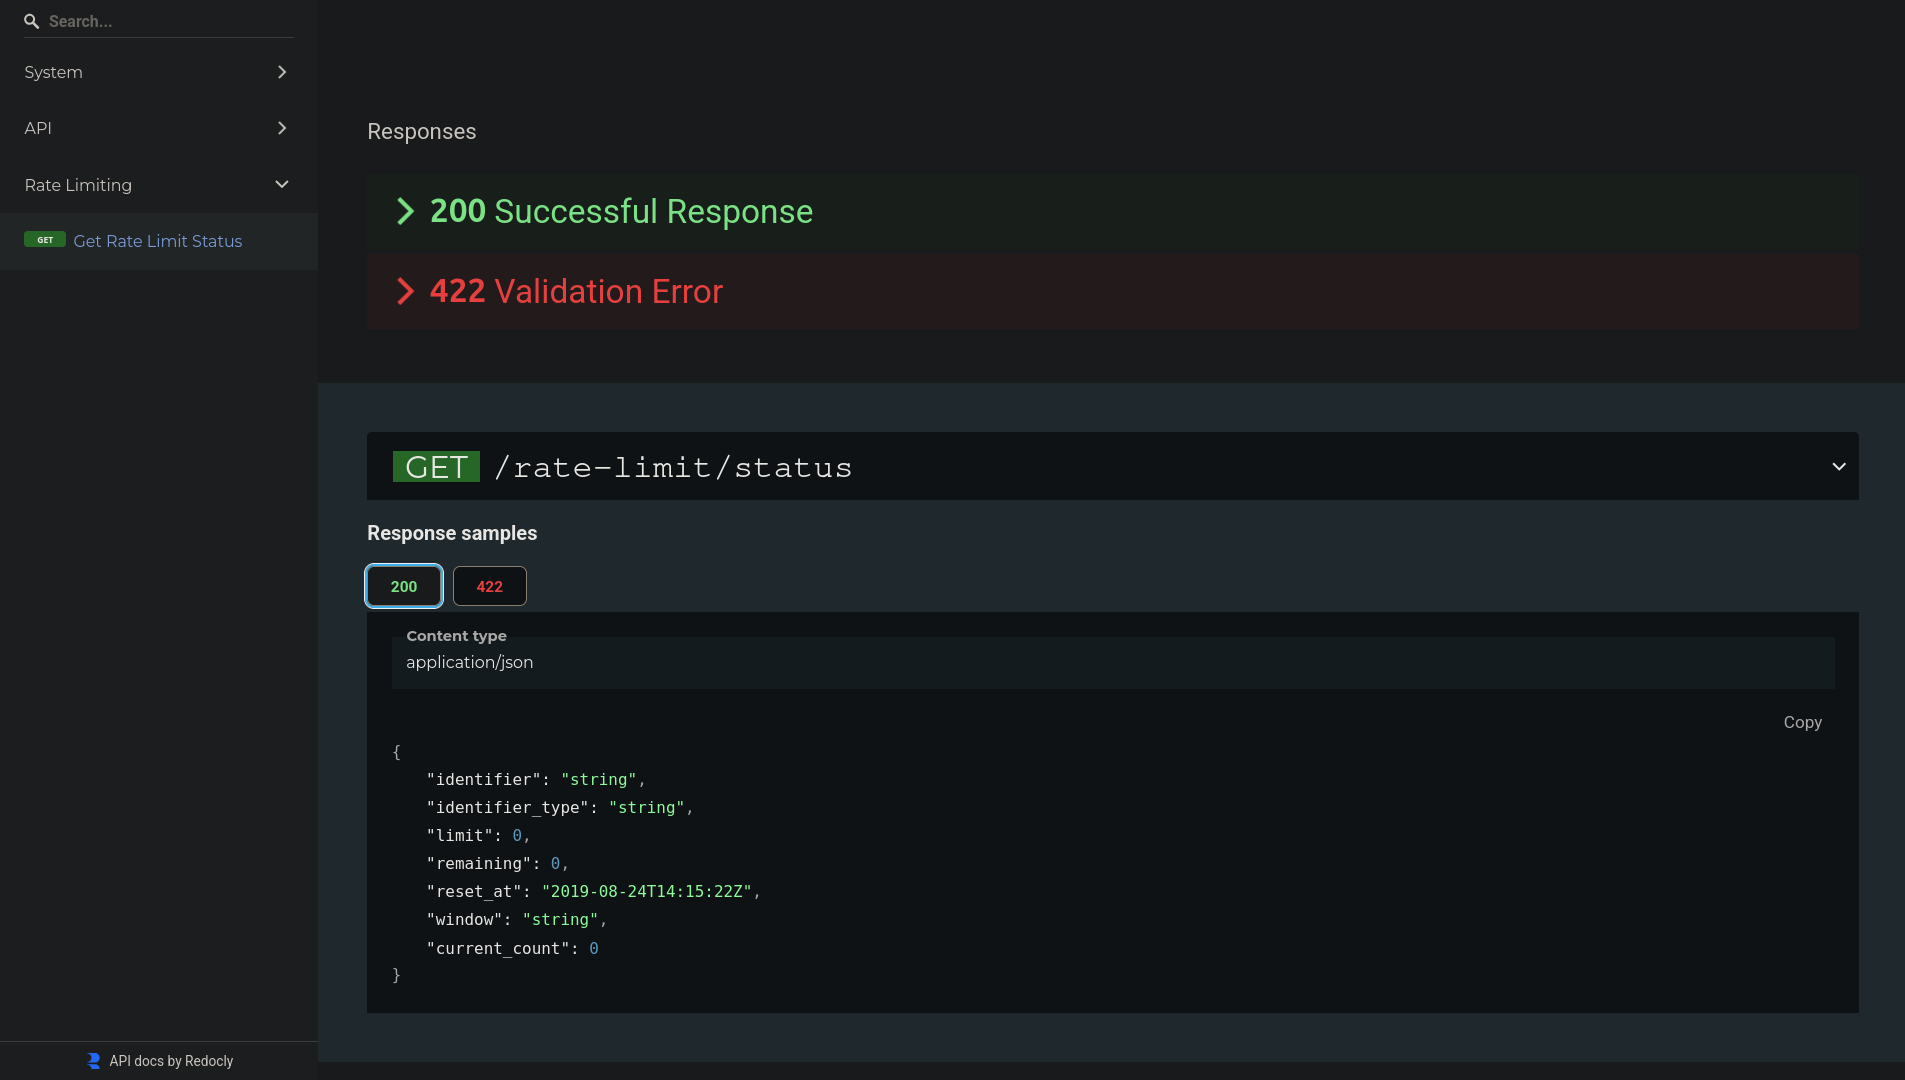 Search...
System
API
Rate Limiting
GET Get Rate Limit Status
API docs by Redocly
Responses
200 Successful Response
422 Validation Error
GET /rate-limit/status
Response samples
200 422
Content type
application/json
Copy
{
"identifier": "string",
"identifier_type": "string",
"limit": 0,
"remaining": 0,
"reset_at": "2019-08-24T14:15:22Z",
"window": "string",
"current_count": 0
}